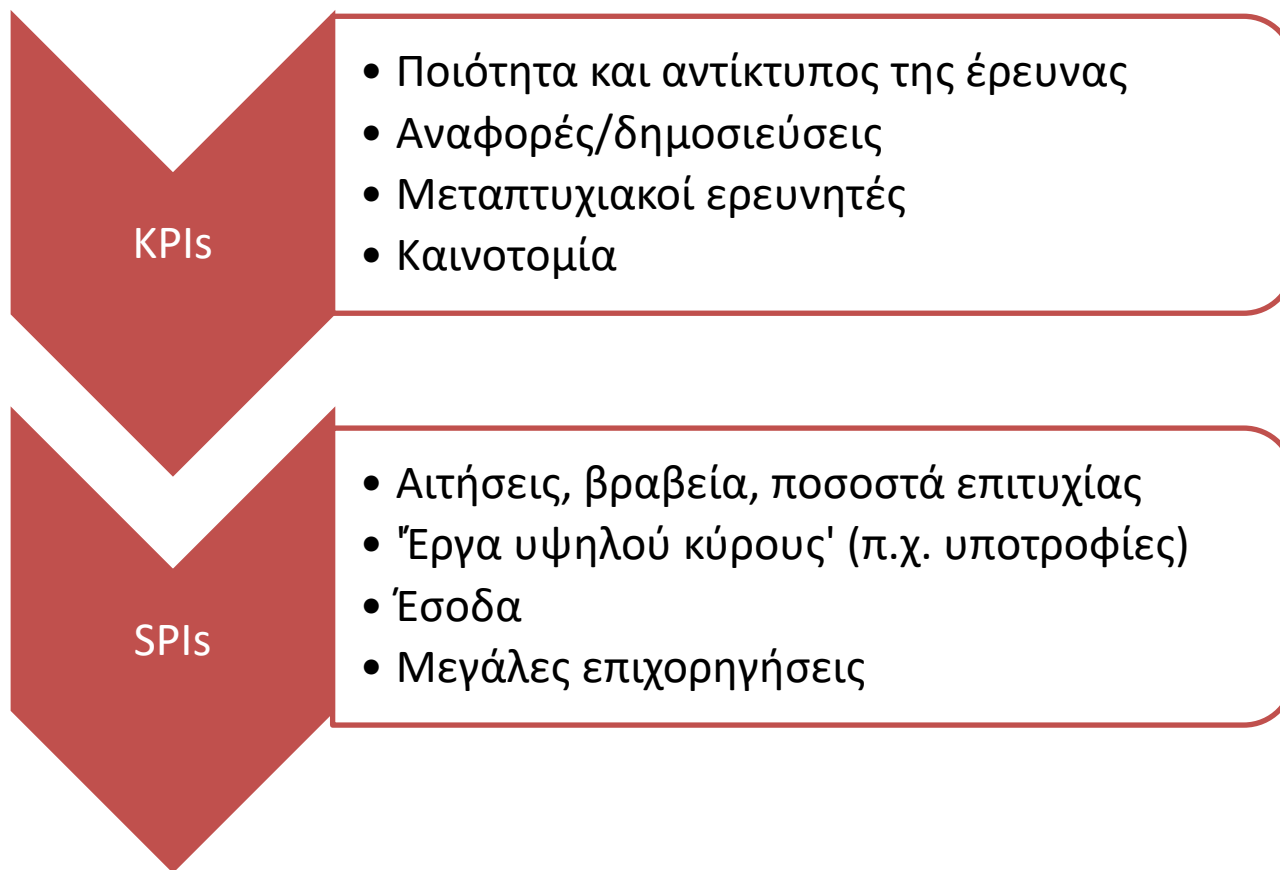 KPIs
• Ποιότητα και αντίκτυπος της έρευνας
• Αναφορές/δημοσιεύσεις
• Μεταπτυχιακοί ερευνητές
• Καινοτομία
SPIs
• Αιτήσεις, βραβεία, ποσοστά επιτυχίας
• 'Έργα υψηλού κύρους' (π.χ. υποτροφίες)
• Έσοδα
• Μεγάλες επιχορηγήσεις